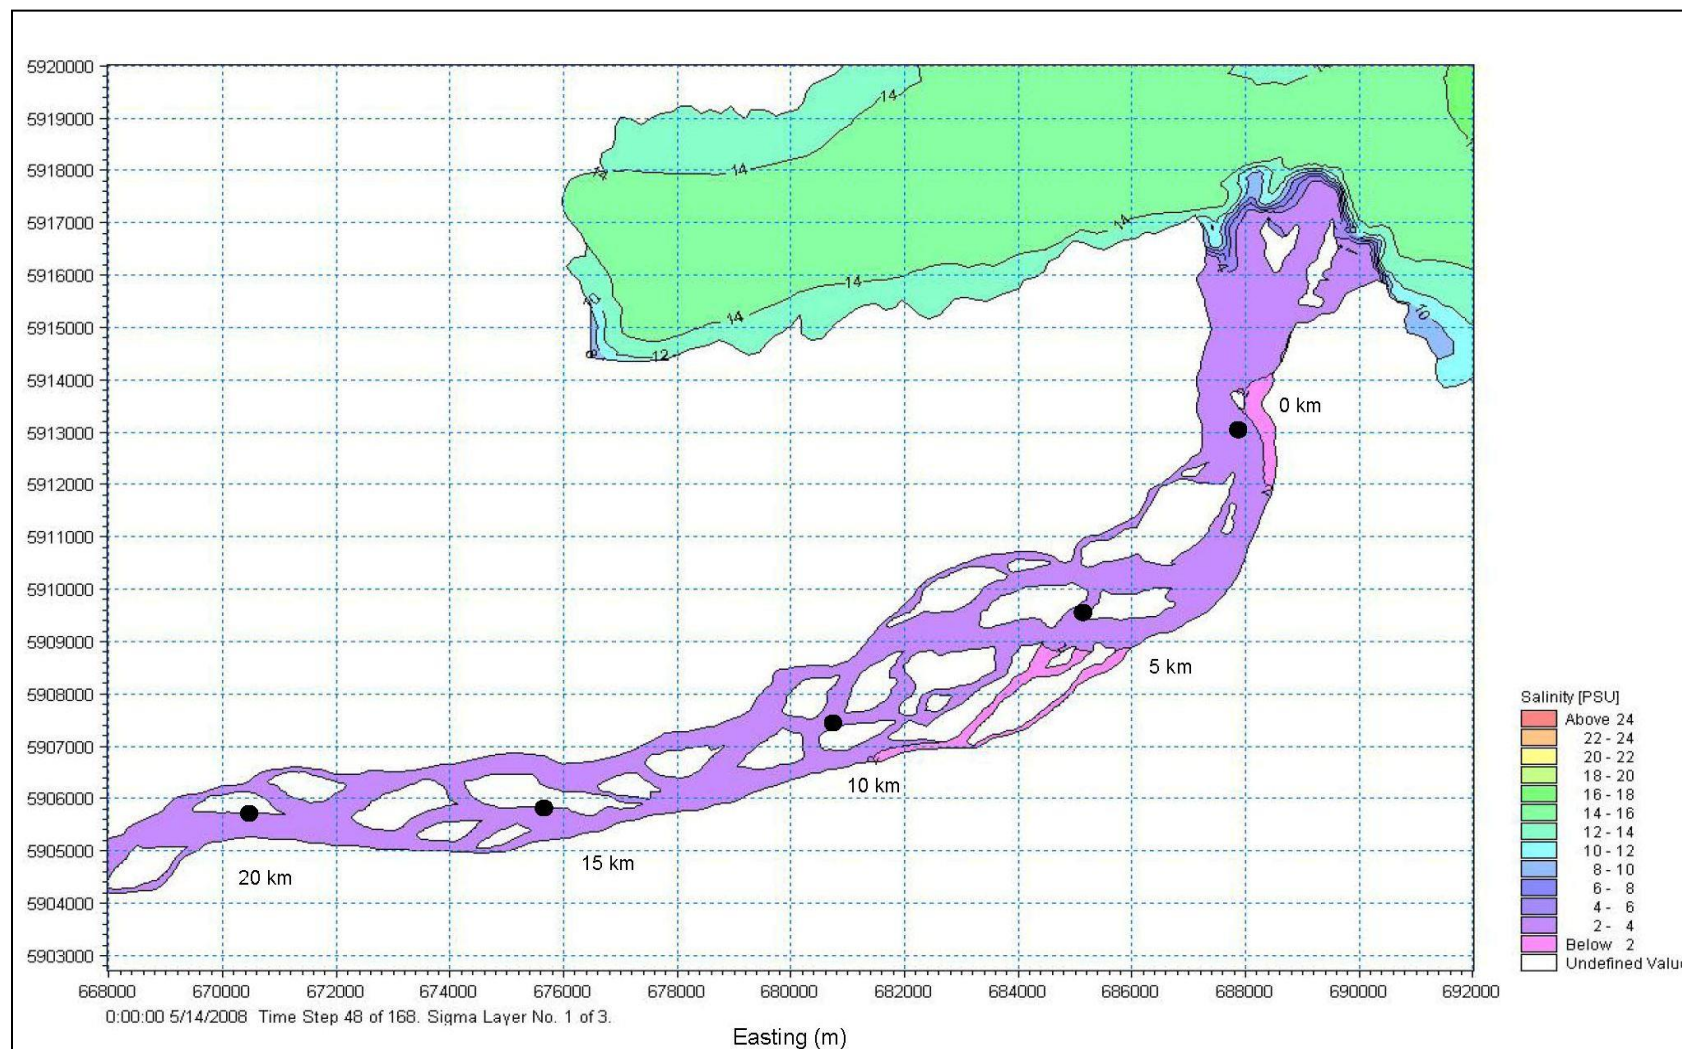 5920000
5919000
5918000
5917000
5916000
5915000
5914000
5913000
5912000
5911000
5910000
5909000
5908000
5907000
5906000
5905000
5904000
5903000
14
14
14
14
14
14
12
10
8
10
0 km
5 km
10 km
15 km
20 km
Salinity [PSU]
Above 24
22 - 24
20 - 22
18 - 20
16 - 18
14 - 16
12 - 14
10 - 12
8 - 10
6 - 8
4 - 6
2 - 4
Below 2
Undefined Value
668000 670000 672000 674000 676000 678000 680000 682000 684000 686000 688000 690000 692000
0:00:00 5/14/2008 Time Step 48 of 168. Sigma Layer No. 1 of 3.
Easting (m)